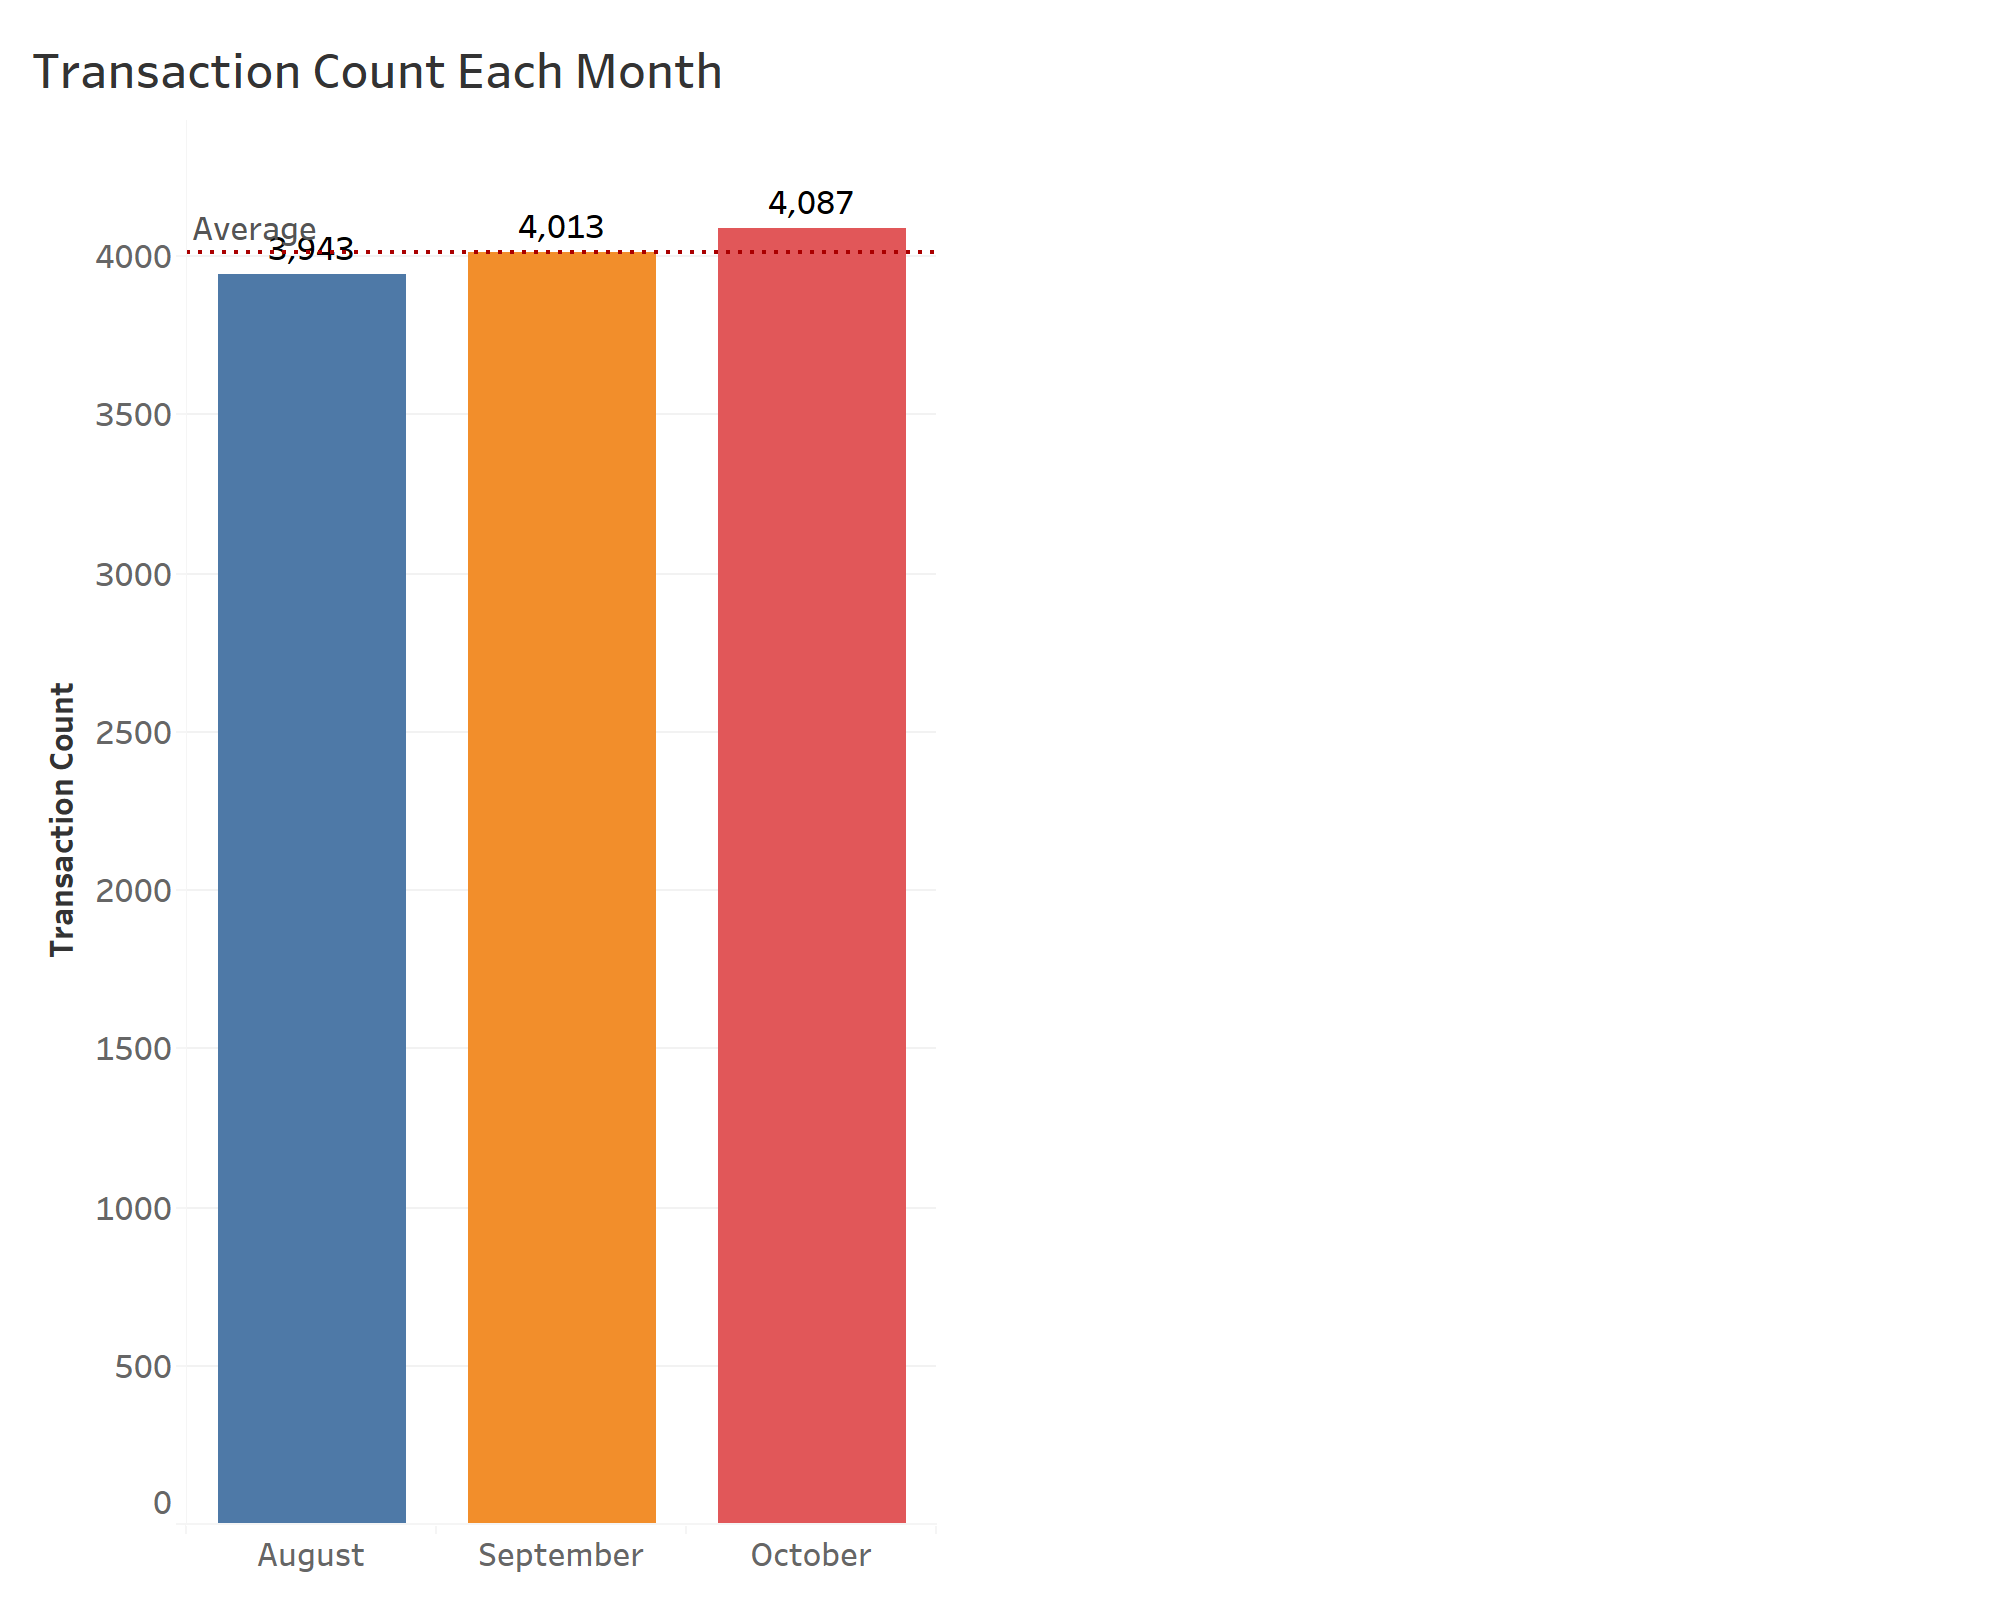 Transaction Count Each Month
Average
3,943
4,013
4,087
4000
3500
3000
2500
2000
1500
1000
500
0
Transaction Count
August
September
October